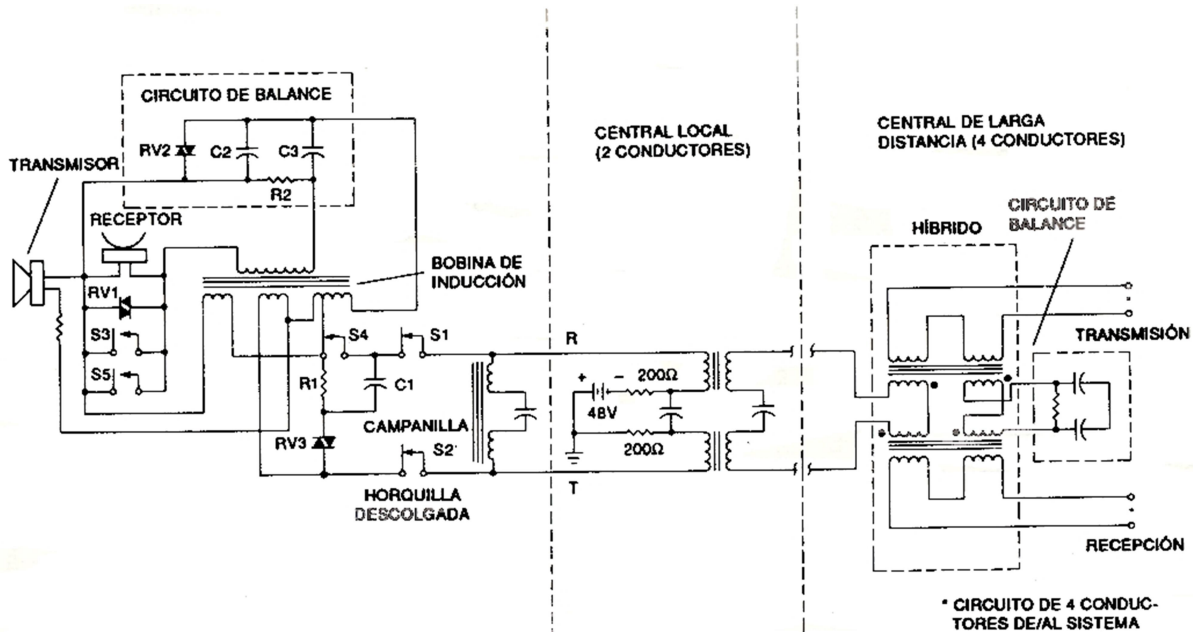 CIRCUITO DE BALANCE
RV2
C2
C3
R2
TRANSMISOR
RECEPTOR
RV1
S3
S5
BOBINA DE
INDUCCIÓN
S4
S1
R1
C1
CAMPANILLA
RV3
S2
HORQUILLA
DESCOLGADA
CENTRAL LOCAL
(2 CONDUCTORES)
R
+
−
200Ω
48V
200Ω
T
CENTRAL DE LARGA
DISTANCIA (4 CONDUCTORES)
CIRCUITO DE
BALANCE
HÍBRIDO
*
TRANSMISIÓN
*
RECEPCIÓN
* CIRCUITO DE 4 CONDUC-
TORES DE/AL SISTEMA